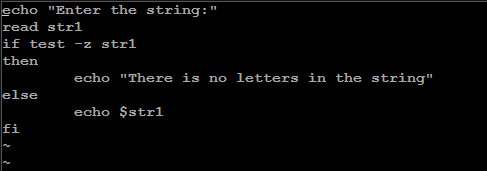 echo "Enter the string:"
read str1
if test -z str1
then
        echo "There is no letters in the string"
else
        echo $str1
fi
~
~